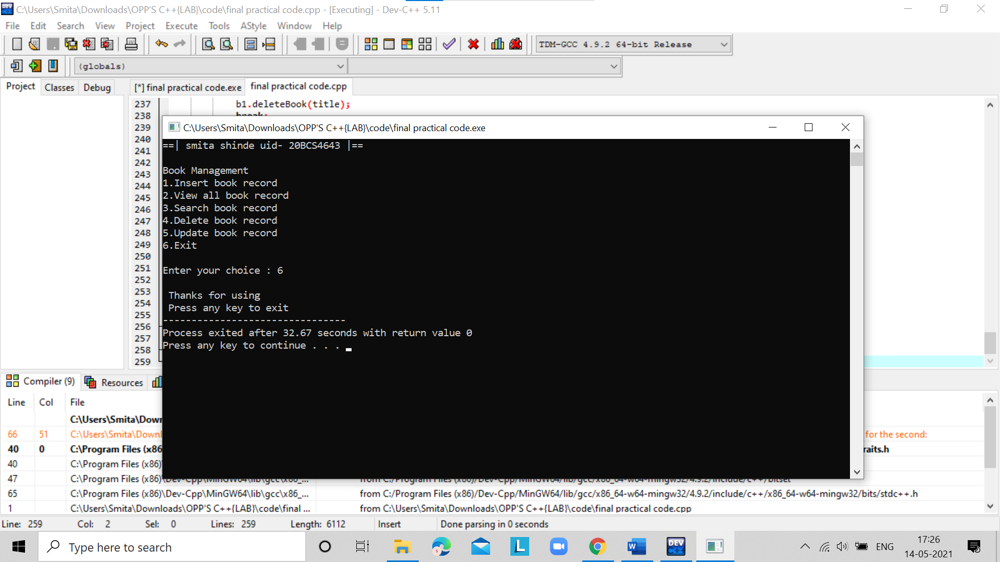 C:\Users\Smita\Downloads\OPP'S C++{LAB}\code\final practical code.cpp - [Executing] - Dev-C++ 5.11
File Edit Search View Project Execute Tools AStyle Window Help
TDM-GCC 4.9.2 64-bit Release
(globals)
Project Classes Debug
[*] final practical code.exe final practical code.cpp
237 b1.deleteBook(title);
238 break;
239
240
241
242
243
244
245
246
247
248
249
250
251
252
253
254
255
256
257
258
259
C:\Users\Smita\Downloads\OPP'S C++{LAB}\code\final practical code.exe
==| smita shinde uid- 20BCS4643 |==
Book Management
1.Insert book record
2.View all book record
3.Search book record
4.Delete book record
5.Update book record
6.Exit
Enter your choice : 6
Thanks for using
Press any key to exit
--------------------------------
Process exited after 32.67 seconds with return value 0
Press any key to continue . . .
Compiler (9) Resources
Line Col File
C:\Users\Smita\Down
66 51 C:\Users\Smita\Downl for the second:
40 0 C:\Program Files (x86 raits.h
40 C:\Program Files (x86)
47 C:\Program Files (x86)\Dev-Cpp\MinGW64\lib\gcc\x86_... from C:/Program Files (x86)/Dev-Cpp/MinGW64/lib/gcc/x86_64-w64-mingw32/4.9.2/include/c++/bitset
65 C:\Program Files (x86)\Dev-Cpp\MinGW64\lib\gcc\x86_... from C:/Program Files (x86)/Dev-Cpp/MinGW64/lib/gcc/x86_64-w64-mingw32/4.9.2/include/c++/x86_64-w64-mingw32/bits/stdc++.h
1 C:\Users\Smita\Downloads\OPP'S C++{LAB}\code\final ... from C:\Users\Smita\Downloads\OPP'S C++{LAB}\code\final practical code.cpp
Line: 259 Col: 2 Sel: 0 Lines: 259 Length: 6112 Insert Done parsing in 0 seconds
Type here to search
DEV C++
ENG
17:26
14-05-2021